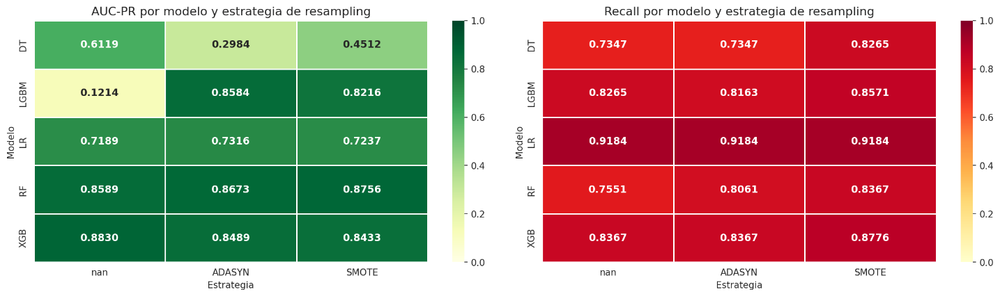 AUC-PR por modelo y estrategia de resampling
Modelo
DT
0.6119 0.2984 0.4512
LGBM
0.1214 0.8584 0.8216
LR
0.7189 0.7316 0.7237
RF
0.8589 0.8673 0.8756
XGB
0.8830 0.8489 0.8433
nan ADASYN SMOTE
Estrategia
1.0
0.8
0.6
0.4
0.2
0.0
Recall por modelo y estrategia de resampling
Modelo
DT
0.7347 0.7347 0.8265
LGBM
0.8265 0.8163 0.8571
LR
0.9184 0.9184 0.9184
RF
0.7551 0.8061 0.8367
XGB
0.8367 0.8367 0.8776
nan ADASYN SMOTE
Estrategia
1.0
0.8
0.6
0.4
0.2
0.0